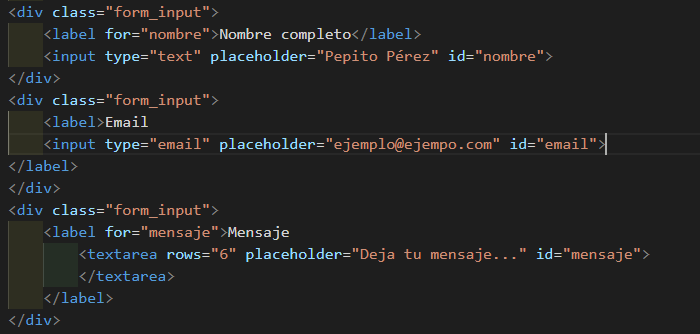 <div class="form_input">
<label for="nombre">Nombre completo</label>
<input type="text" placeholder="Pepito Pérez" id="nombre">
</div>
<div class="form_input">
<label>Email
<input type="email" placeholder="ejemplo@ejempo.com" id="email">
</label>
</div>
<div class="form_input">
<label for="mensaje">Mensaje
<textarea rows="6" placeholder="Deja tu mensaje..." id="mensaje">
</textarea>
</label>
</div>